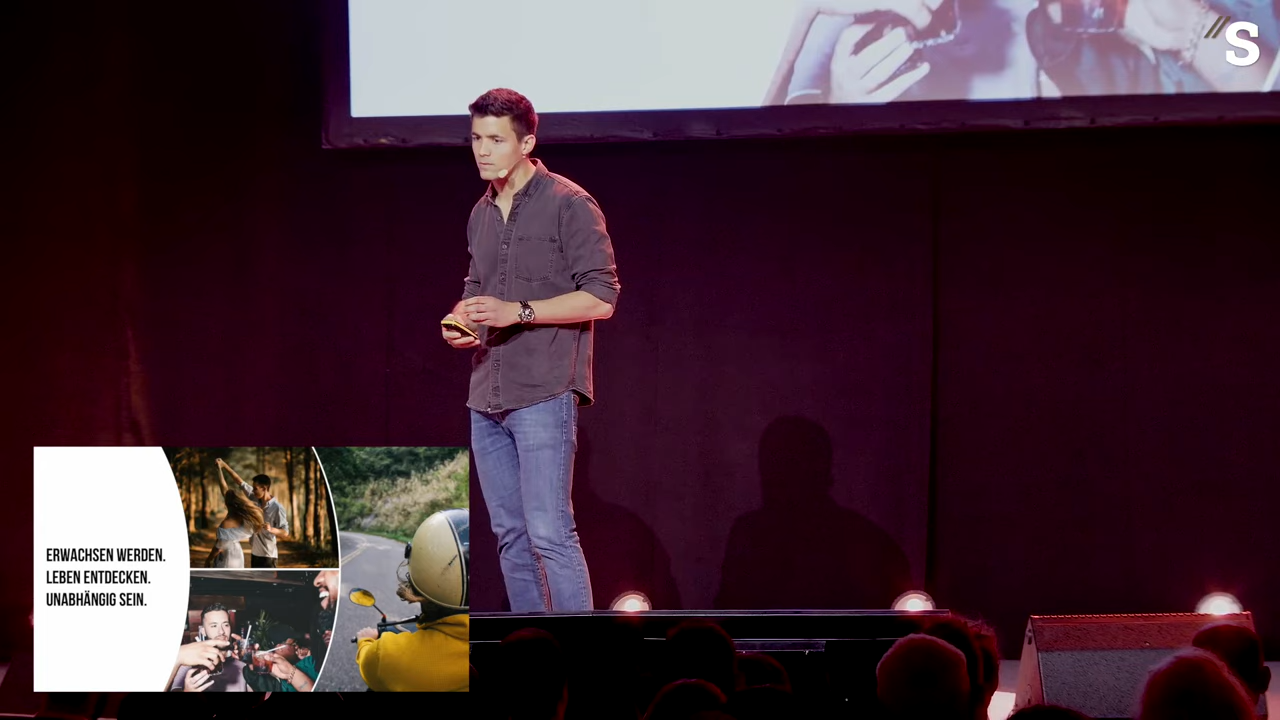 S
ERWACHSEN WERDEN.
LEBEN ENTDECKEN.
UNABHÄNGIG SEIN.